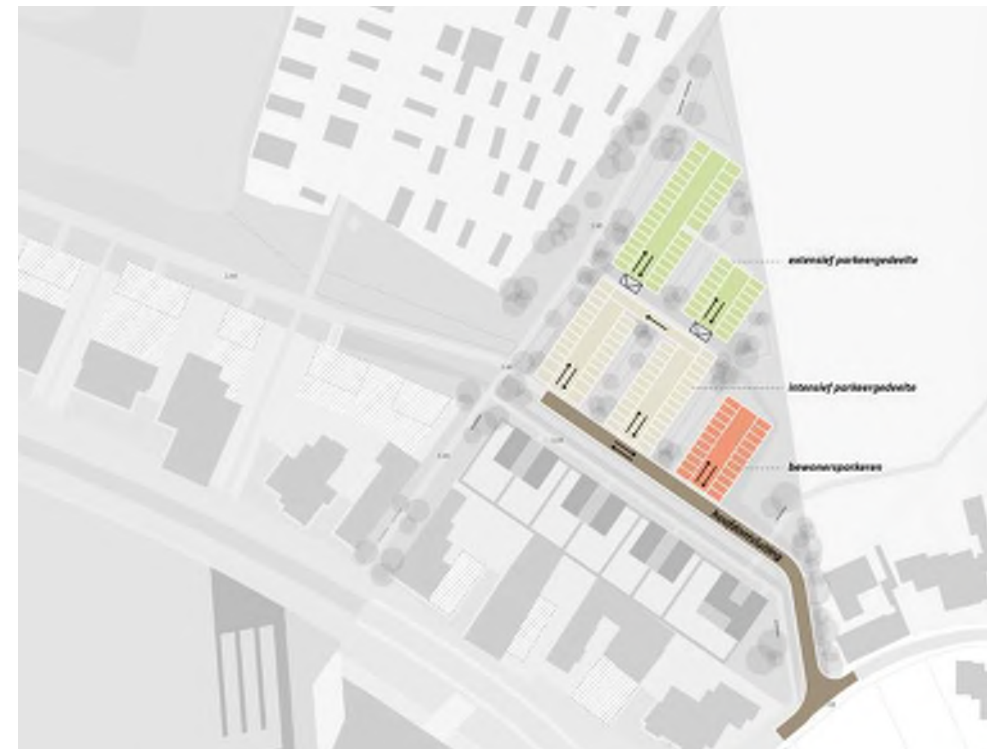 extensief parkeergedeelte
intensief parkeergedeelte
bewonersparkeren
hoofdontsluiting